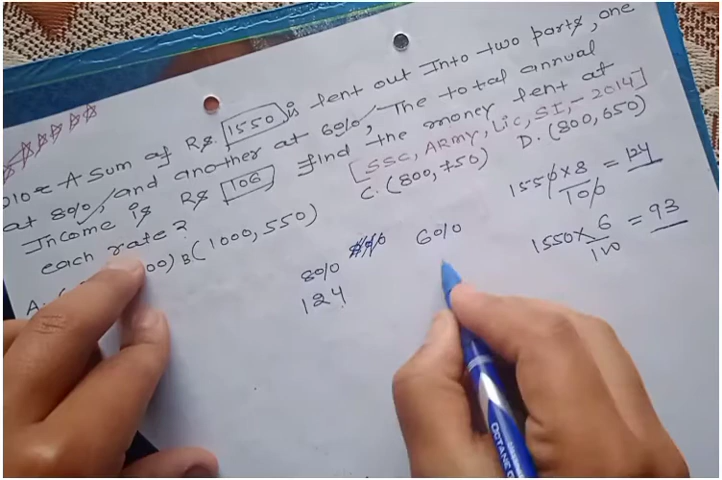 Q10: A sum of Rs. 1550 is lent out Into two parts, one
at 8%, and another at 6%, The total annual
Income is Rs 106 find the money lent at
each rate?
[SSC, ARMY, Lic, SI, - 2014]
00) B(1000, 550)
C. (800, 750)
D. (800, 650)
1550×8 = 124
100
1550× 6 = 93
100
8%
6%
124
OCTANE G